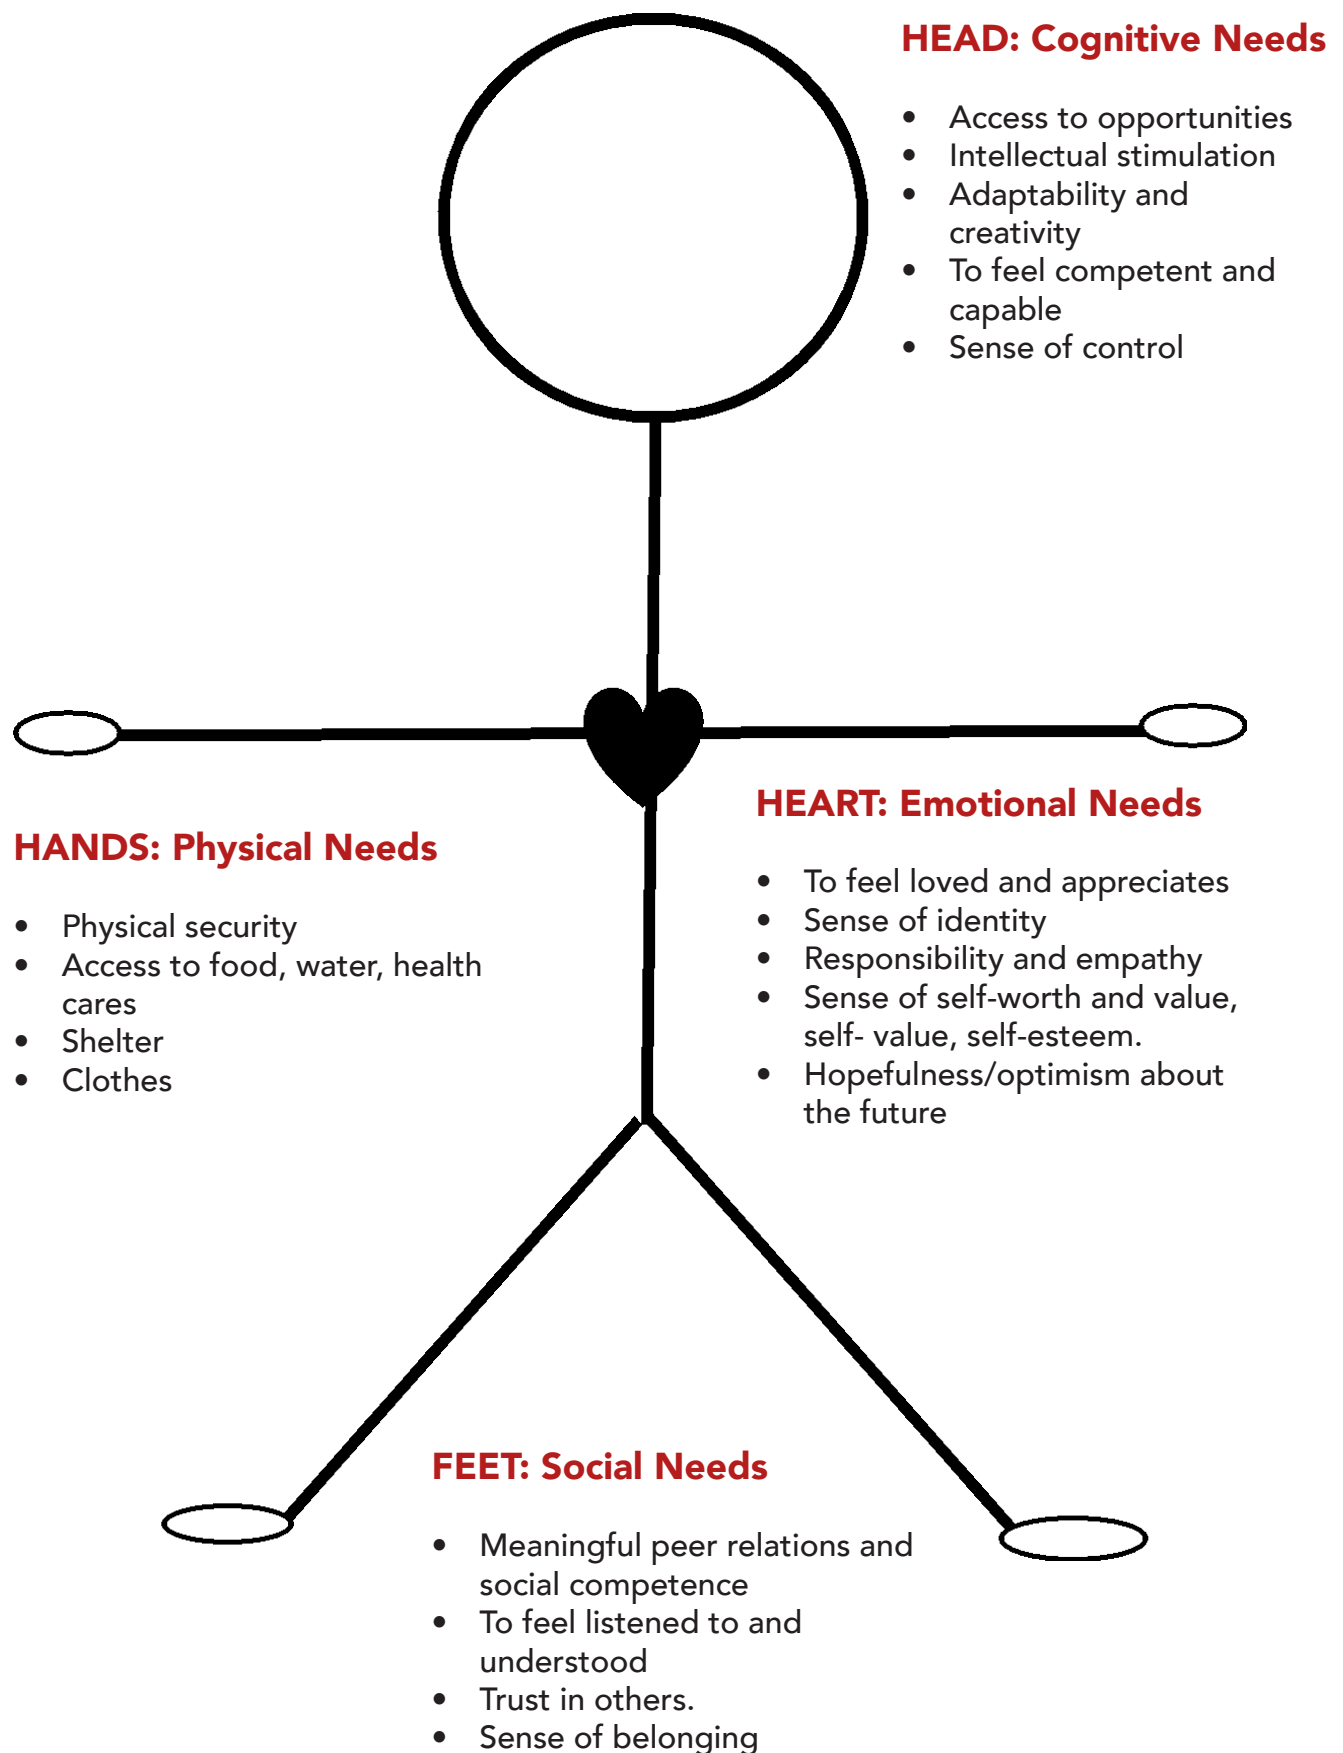 HEAD: Cognitive Needs
• Access to opportunities
• Intellectual stimulation
• Adaptability and
creativity
• To feel competent and
capable
• Sense of control
HANDS: Physical Needs
• Physical security
• Access to food, water, health
cares
• Shelter
• Clothes
HEART: Emotional Needs
• To feel loved and appreciates
• Sense of identity
• Responsibility and empathy
• Sense of self-worth and value,
self- value, self-esteem.
• Hopefulness/optimism about
the future
FEET: Social Needs
• Meaningful peer relations and
social competence
• To feel listened to and
understood
• Trust in others.
• Sense of belonging